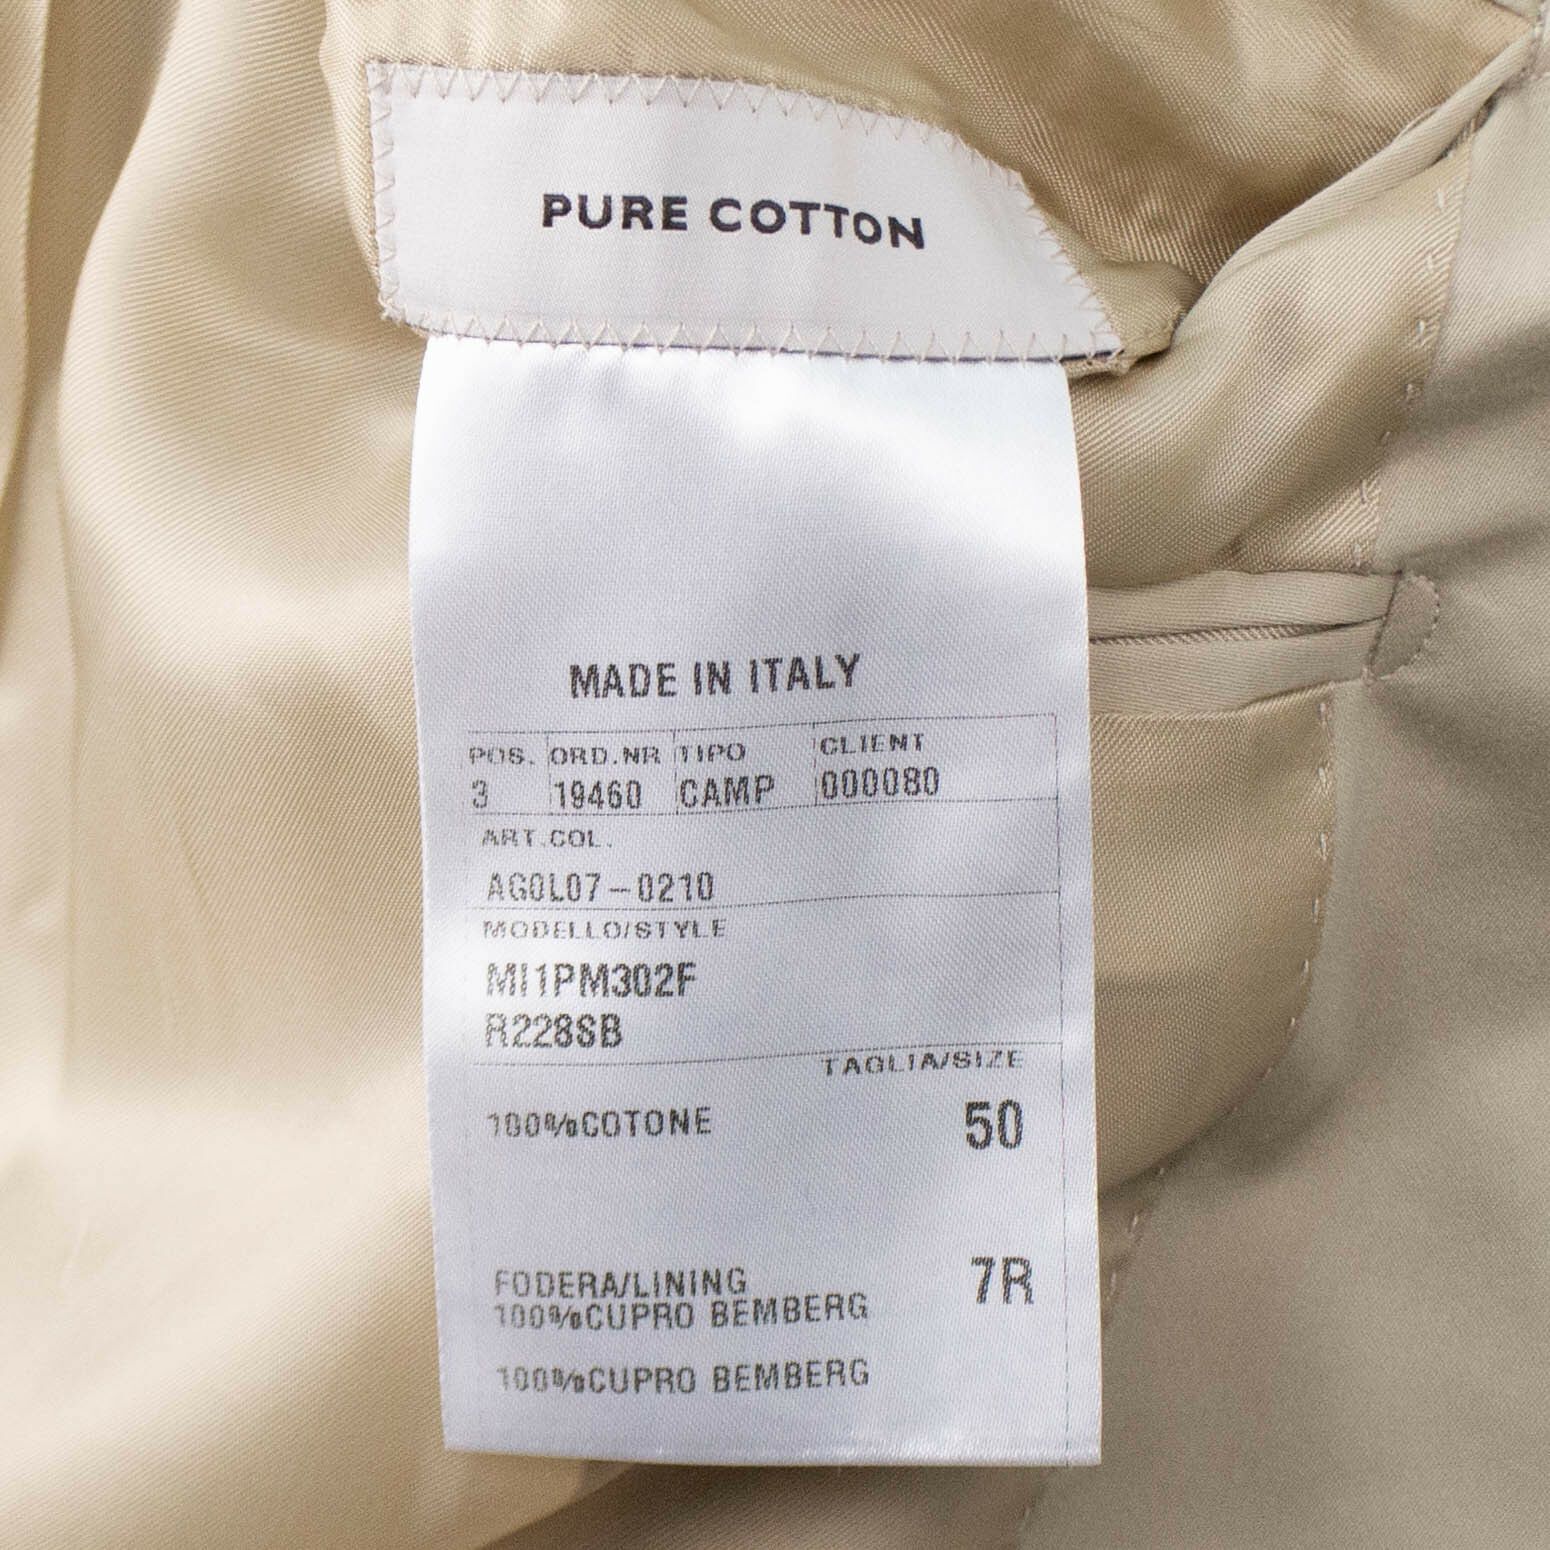 PURE COTTON
MADE IN ITALY
POS. ORD.NR TIPO CLIENT
3 19460 CAMP 000080
ART.COL.
AG0L07-0210
MODELLO/STYLE
MI1PM302F
R228SB
TAGLIA/SIZE
100%COTONE 50
FODERA/LINING 7R
100%CUPRO BEMBERG
100%CUPRO BEMBERG